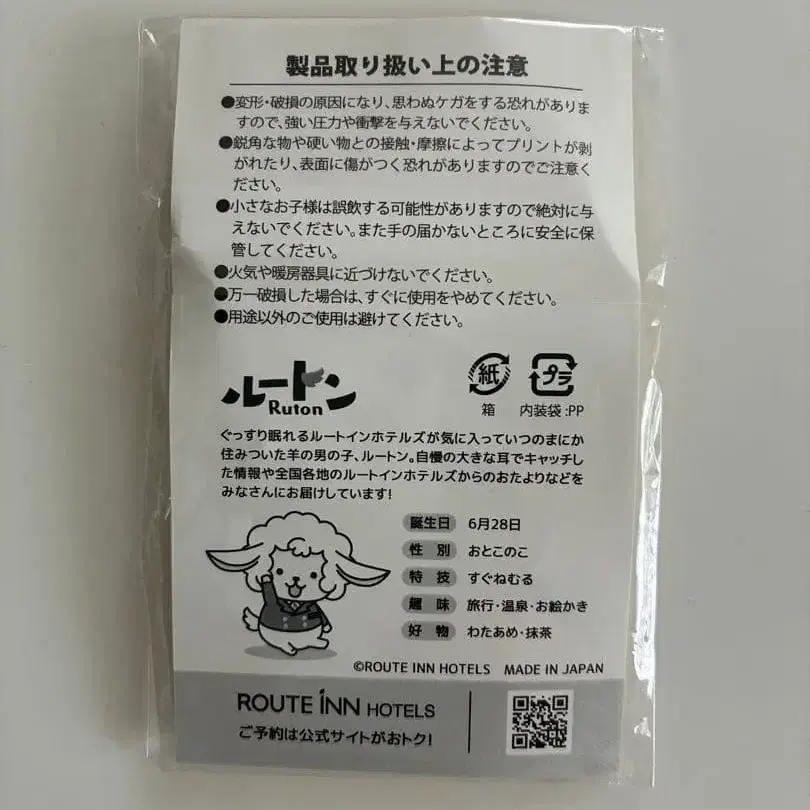 製品取り扱い上の注意
●変形・破損の原因になり、思わぬケガをする恐れがありま
すので、強い圧力や衝撃を与えないでください。
●鋭角な物や硬い物との接触・摩擦によってプリントが剥
がれたり、表面に傷がつく恐れがありますのでご注意く
ださい。
●小さなお子様は誤飲する可能性がありますので絶対に与
えないでください。また手の届かないところに安全に保
管してください。
●火気や暖房器具に近づけないでください。
●万一破損した場合は、すぐに使用をやめてください。
●用途以外のご使用は避けてください。
ルートン
Ruton
紙
箱
プラ
内装袋:PP
ぐっすり眠れるルートインホテルズが気に入っていつのまにか
住みついた羊の男の子、ルートン。自慢の大きな耳でキャッチし
た情報や全国各地のルートインホテルズからのおたよりなどを
みなさんにお届けしています!
誕生日 6月28日
性別 おとこのこ
特技 すぐねむる
趣味 旅行・温泉・お絵かき
好物 わたあめ・抹茶
©ROUTE INN HOTELS MADE IN JAPAN
ROUTE INN HOTELS
ご予約は公式サイトがおトク!